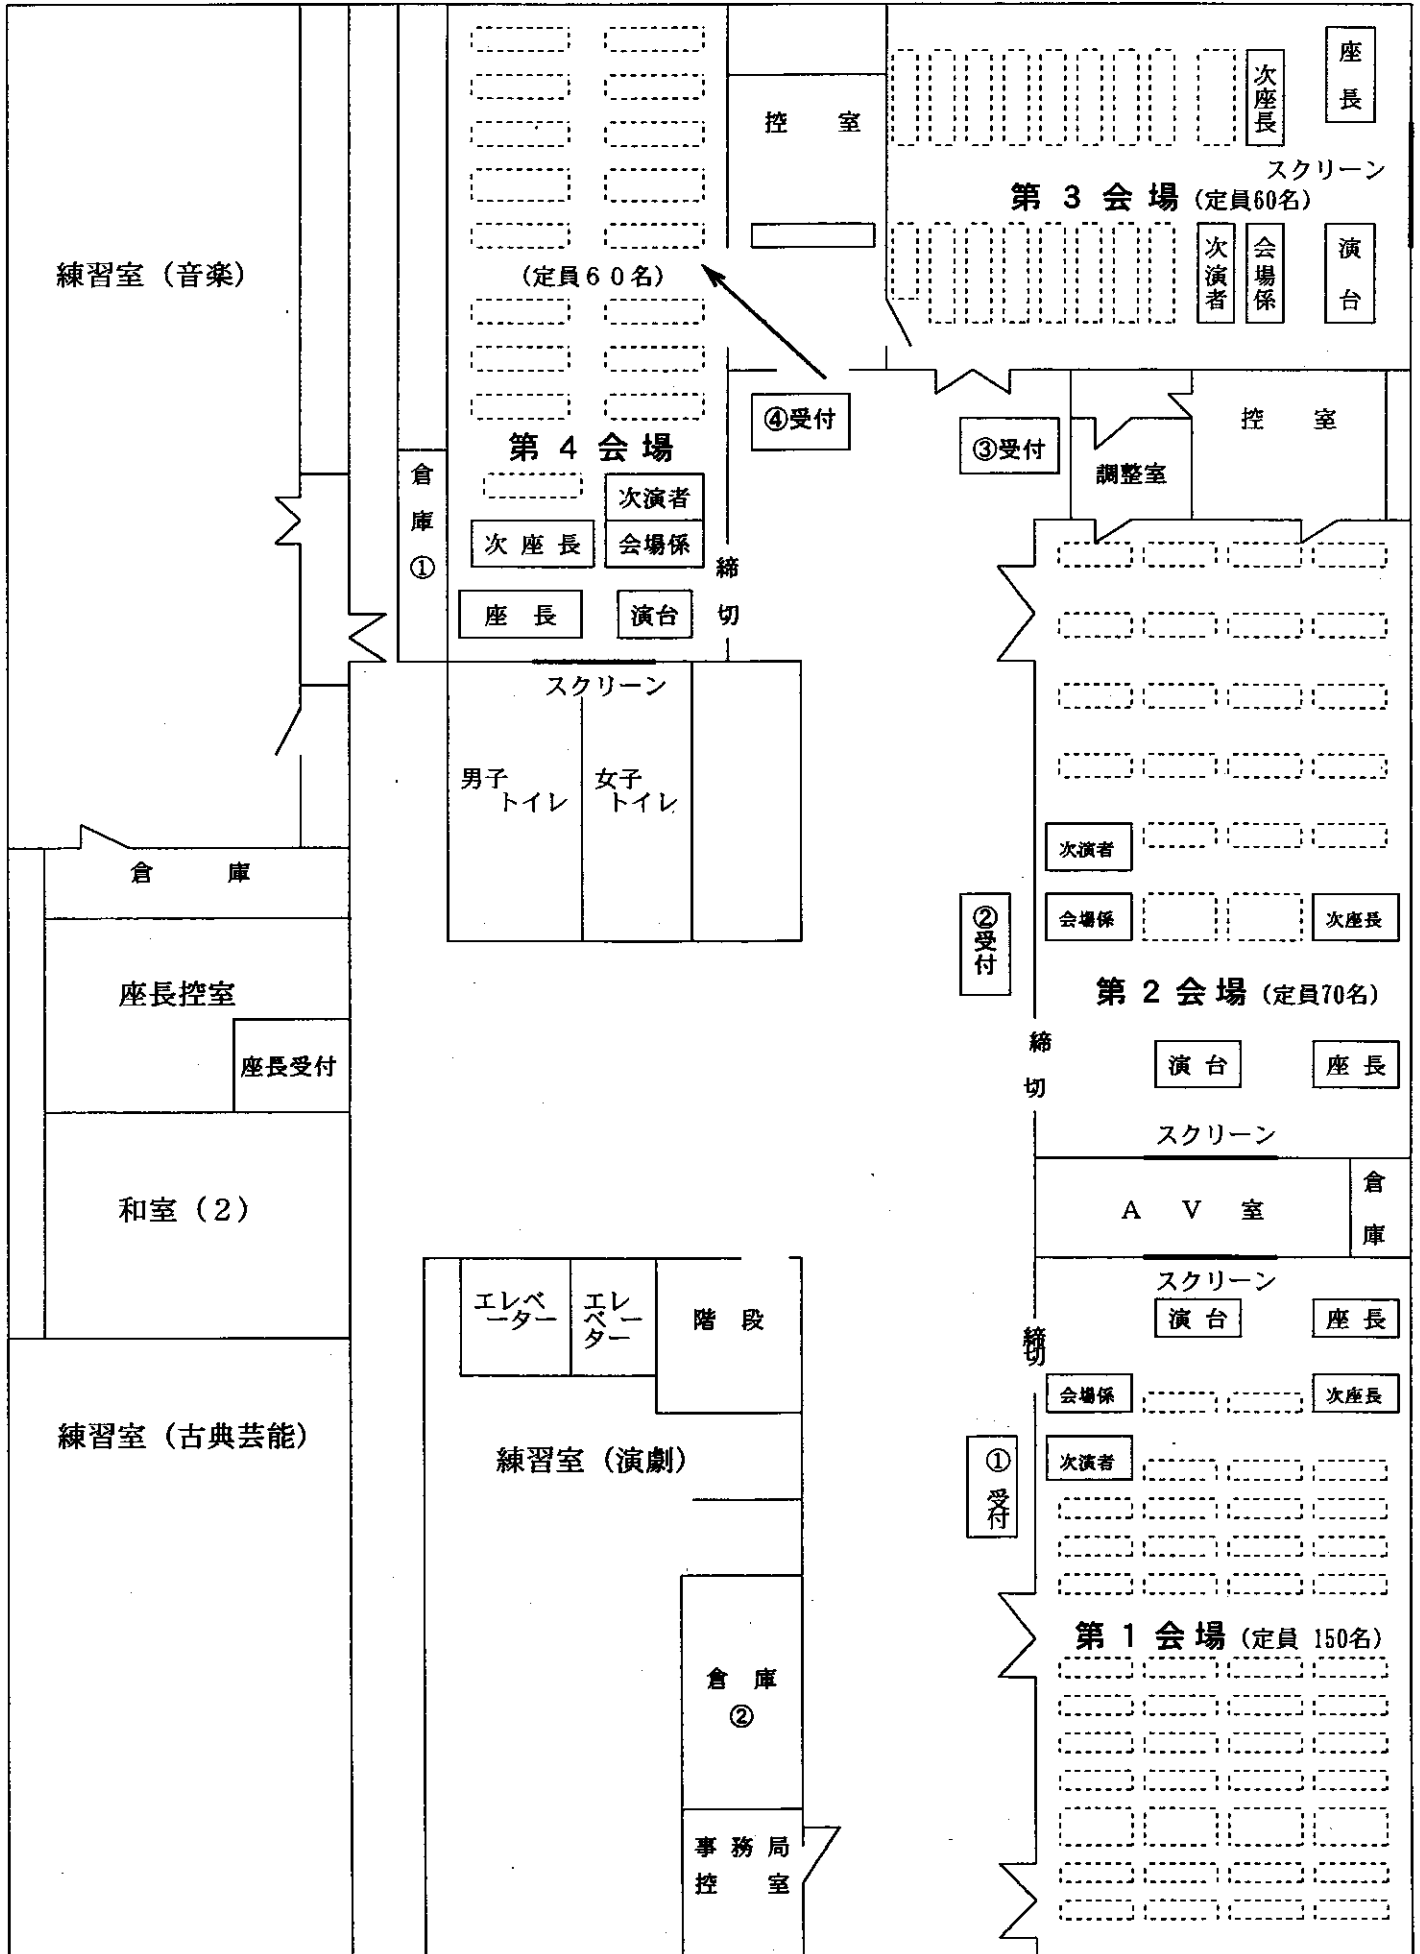 座長
次座長
控 室
スクリーン
第 3 会 場 (定員60名)
次演者
会場係
演台
練習室 (音楽)
(定員６０名)
④受付
③受付
控 室
調整室
第 4 会 場
倉庫①
次演者
次 座 長
会場係
締切
座 長
演台
スクリーン
男子
トイレ
女子
トイレ
次演者
倉 庫
②受付
会場係
次座長
座長控室
第 2 会 場 (定員70名)
座長受付
締切
演 台
座 長
スクリーン
和室 (2)
A V 室
倉庫
スクリーン
エレベ
ーター
エレ
ベー
ター
階 段
演 台
座 長
締切
会場係
次座長
練習室 (古典芸能)
練習室 (演劇)
①受付
次演者
第 1 会 場 (定員 150名)
倉 庫
②
事 務 局
控 室